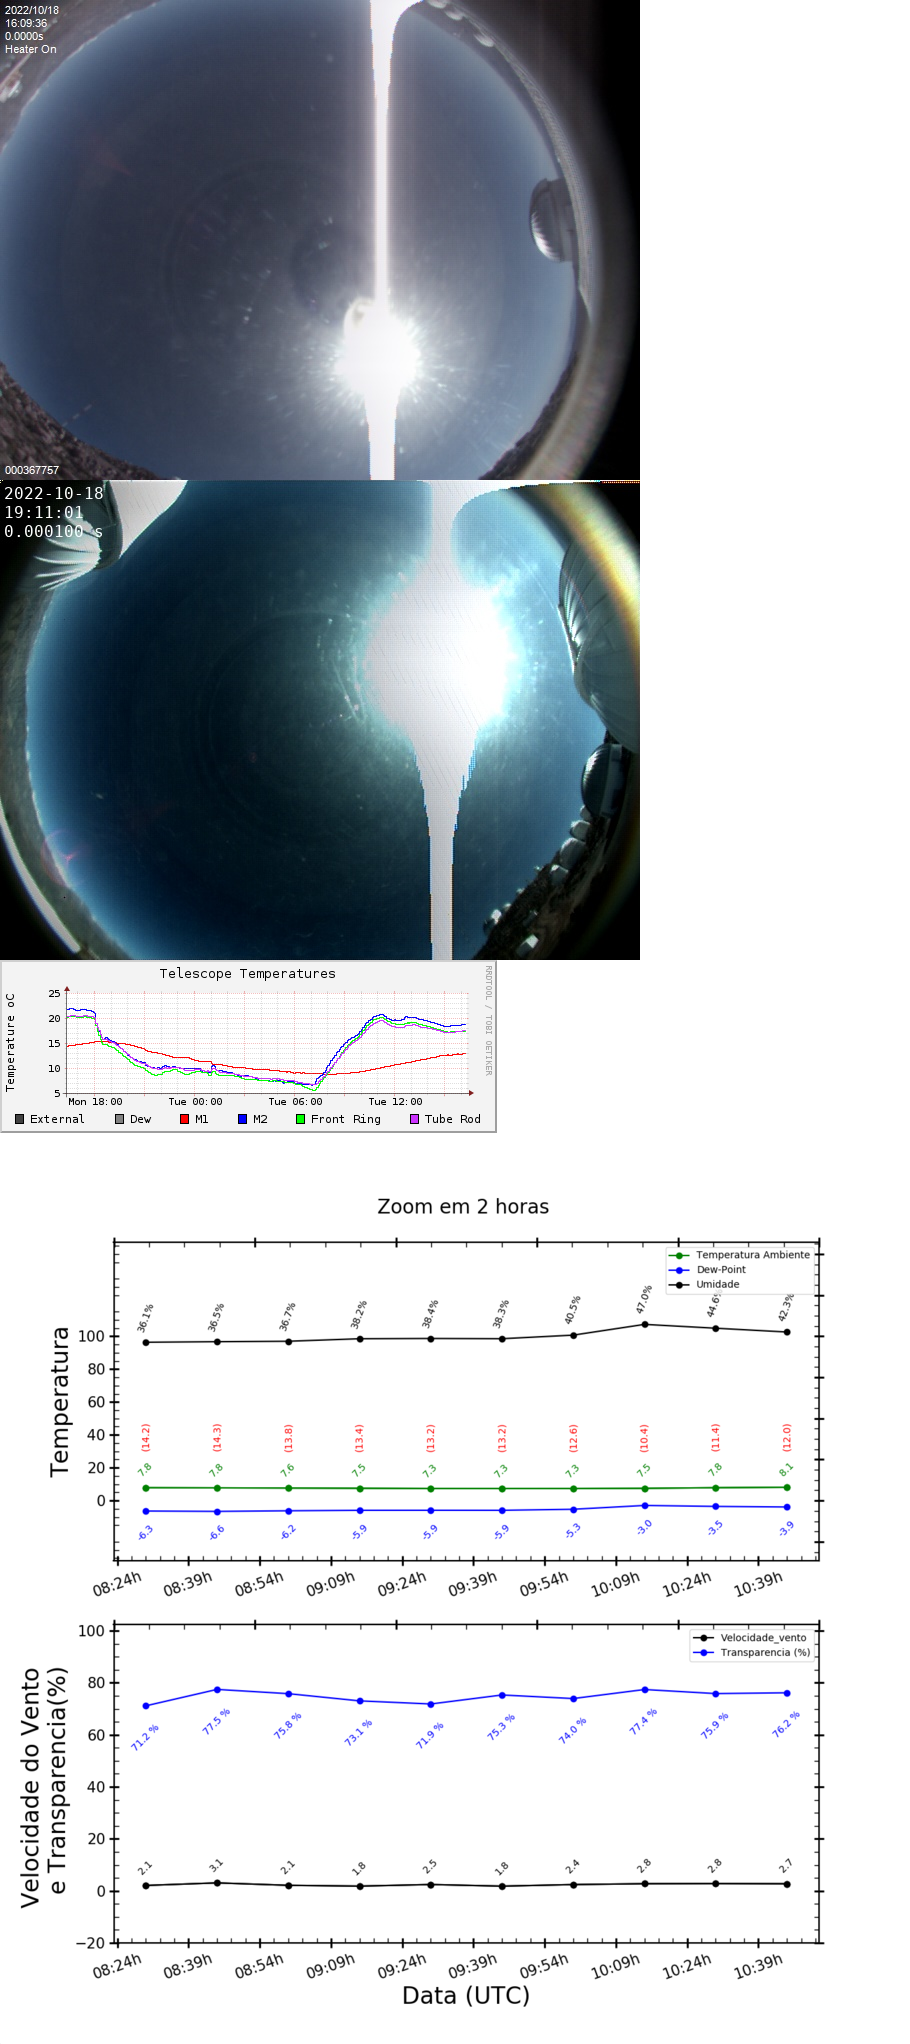 2022/10/18
16:09:36
0.0000s
Heater On
000367757
2022-10-18
19:11:01
0.000100 s
Telescope Temperatures
RRDTOOL / TOBI OETIKER
Temperature oC
25
20
15
10
5
Mon 18:00 Tue 00:00 Tue 06:00 Tue 12:00
External Dew M1 M2 Front Ring Tube Rod
Zoom em 2 horas
Temperatura Ambiente
Dew-Point
Umidade
Temperatura
36.1% 36.5% 36.7% 38.2% 38.4% 38.3% 40.5% 47.0% 44.6% 42.3%
100
80
60
40
20
0
(14.2) (14.3) (13.8) (13.4) (13.2) (13.2) (12.6) (10.4) (11.4) (12.0)
7.8 7.8 7.6 7.5 7.3 7.3 7.3 7.5 7.8 8.1
-6.3 -6.6 -6.2 -5.9 -5.9 -5.9 -5.3 -3.0 -3.5 -3.9
08:24h 08:39h 08:54h 09:09h 09:24h 09:39h 09:54h 10:09h 10:24h 10:39h
Velocidade_vento
Transparencia (%)
Velocidade do Vento
e Transparencia(%)
100
80
60
40
20
0
−20
71.2 % 77.5 % 75.8 % 73.1 % 71.9 % 75.3 % 74.0 % 77.4 % 75.9 % 76.2 %
2.1 3.1 2.1 1.8 2.5 1.8 2.4 2.8 2.8 2.7
08:24h 08:39h 08:54h 09:09h 09:24h 09:39h 09:54h 10:09h 10:24h 10:39h
Data (UTC)